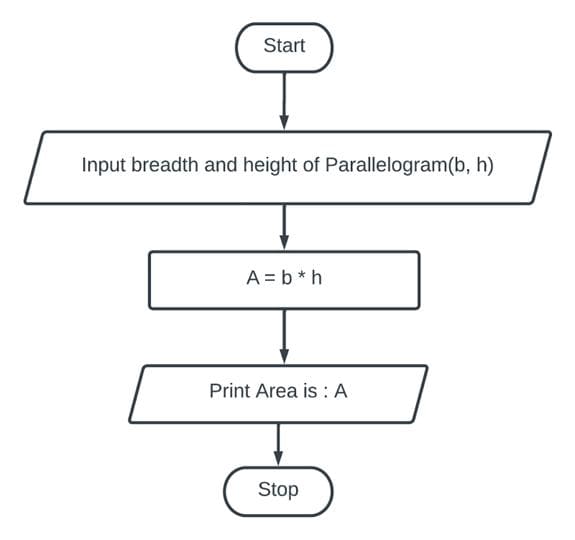 Start
Input breadth and height of Parallelogram(b, h)
A = b * h
Print Area is : A
Stop